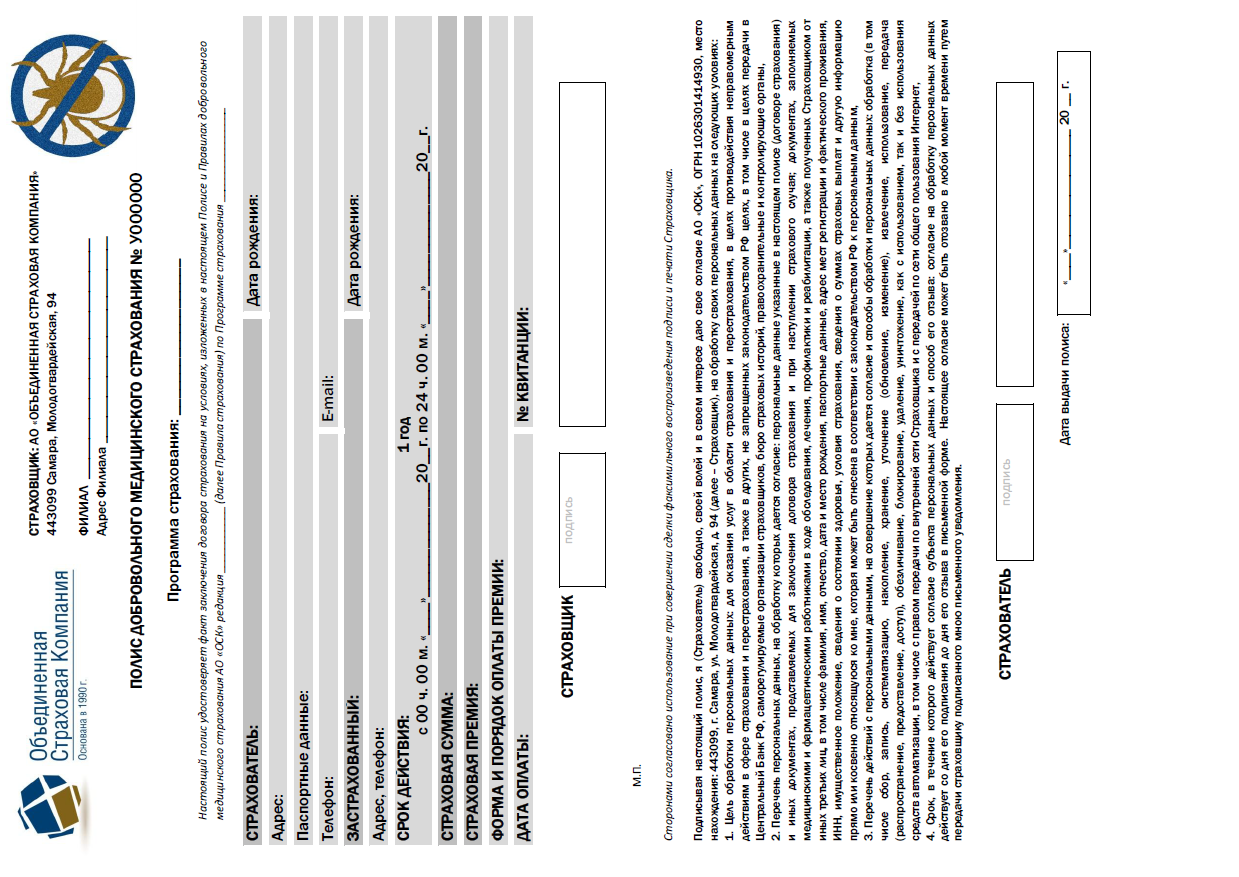 Объединенная
Страховая Компания
Основана в 1990 г.
СТРАХОВЩИК: АО «ОБЪЕДИНЕННАЯ СТРАХОВАЯ КОМПАНИЯ»
443099 Самара, Молодогвардейская, 94
ФИЛИАЛ ____________________
Адрес Филиала ____________________
ПОЛИС ДОБРОВОЛЬНОГО МЕДИЦИНСКОГО СТРАХОВАНИЯ № УО00000
Программа страхования: ____________________
Настоящий полис удостоверяет факт заключения договора страхования на условиях, изложенных в настоящем Полисе и Правилах добровольного
медицинского страхования АО «ОСК» редакция __________ (далее Правила страхования) по Программе страхования ______________
СТРАХОВАТЕЛЬ: Дата рождения:
Адрес:
Паспортные данные:
Телефон: E-mail:
ЗАСТРАХОВАННЫЙ: Дата рождения:
Адрес, телефон:
СРОК ДЕЙСТВИЯ: 1 год
с 00 ч. 00 м. «___»______________20__г. по 24 ч. 00 м. «___»______________20__г.
СТРАХОВАЯ СУММА:
СТРАХОВАЯ ПРЕМИЯ:
ФОРМА И ПОРЯДОК ОПЛАТЫ ПРЕМИИ:
ДАТА ОПЛАТЫ: № КВИТАНЦИИ:
СТРАХОВЩИК подпись
М.П.
Сторонами согласовано использование при совершении сделки факсимильного воспроизведения подписи и печати Страховщика.
Подписывая настоящий полис, я (Страхователь) свободно, своей волей и в своем интересе даю свое согласие АО «ОСК», ОГРН 1026301414930, место
нахождения: 443099, г. Самара, ул. Молодогвардейская, д. 94 (далее – Страховщик), на обработку своих персональных данных на следующих условиях:
1. Цель обработки персональных данных: для оказания услуг в области страхования и перестрахования, в целях противодействия неправомерным
действиям в сфере страхования и перестрахования, а также в других, не запрещенных законодательством РФ целях, в том числе в целях передачи в
Центральный Банк РФ, саморегулируемые организации страховщиков, бюро страховых историй, правоохранительные и контролирующие органы,
2. Перечень персональных данных, на обработку которых дается согласие: персональные данные указанные в настоящем полисе (договоре страхования)
и иных документах, представляемых для заключения договора страхования и при наступлении страхового случая; документах, заполняемых
медицинскими и фармацевтическими работниками в ходе обследования, лечения, профилактики и реабилитации, а также полученных Страховщиком от
иных третьих лиц, в том числе фамилия, имя, отчество, дата и место рождения, паспортные данные, адрес мест регистрации и фактического проживания,
ИНН, имущественное положение, сведения о состоянии здоровья, условия страхования, сведения о суммах страховых выплат и другую информацию
прямо или косвенно относящуюся ко мне, которая может быть отнесена в соответствии с законодательством РФ к персональным данным,
3. Перечень действий с персональными данными, на совершение которых дается согласие и способы обработки персональных данных: обработка (в том
числе сбор, запись, систематизацию, накопление, хранение, уточнение (обновление, изменение), извлечение, использование, передача
(распространение, предоставление, доступ), обезличивание, блокирование, удаление, уничтожение, как с использованием, так и без использования
средств автоматизации, в том числе с правом передачи по внутренней сети Страховщика и с передачей по сети общего пользования Интернет,
4. Срок, в течение которого действует согласие субъекта персональных данных и способ его отзыва: согласие на обработку персональных данных
действует со дня его подписания до дня его отзыва в письменной форме. Настоящее согласие может быть отозвано в любой момент времени путем
передачи страховщику подписанного мною письменного уведомления.
СТРАХОВАТЕЛЬ подпись
Дата выдачи полиса: «___»______________ 20 __ г.